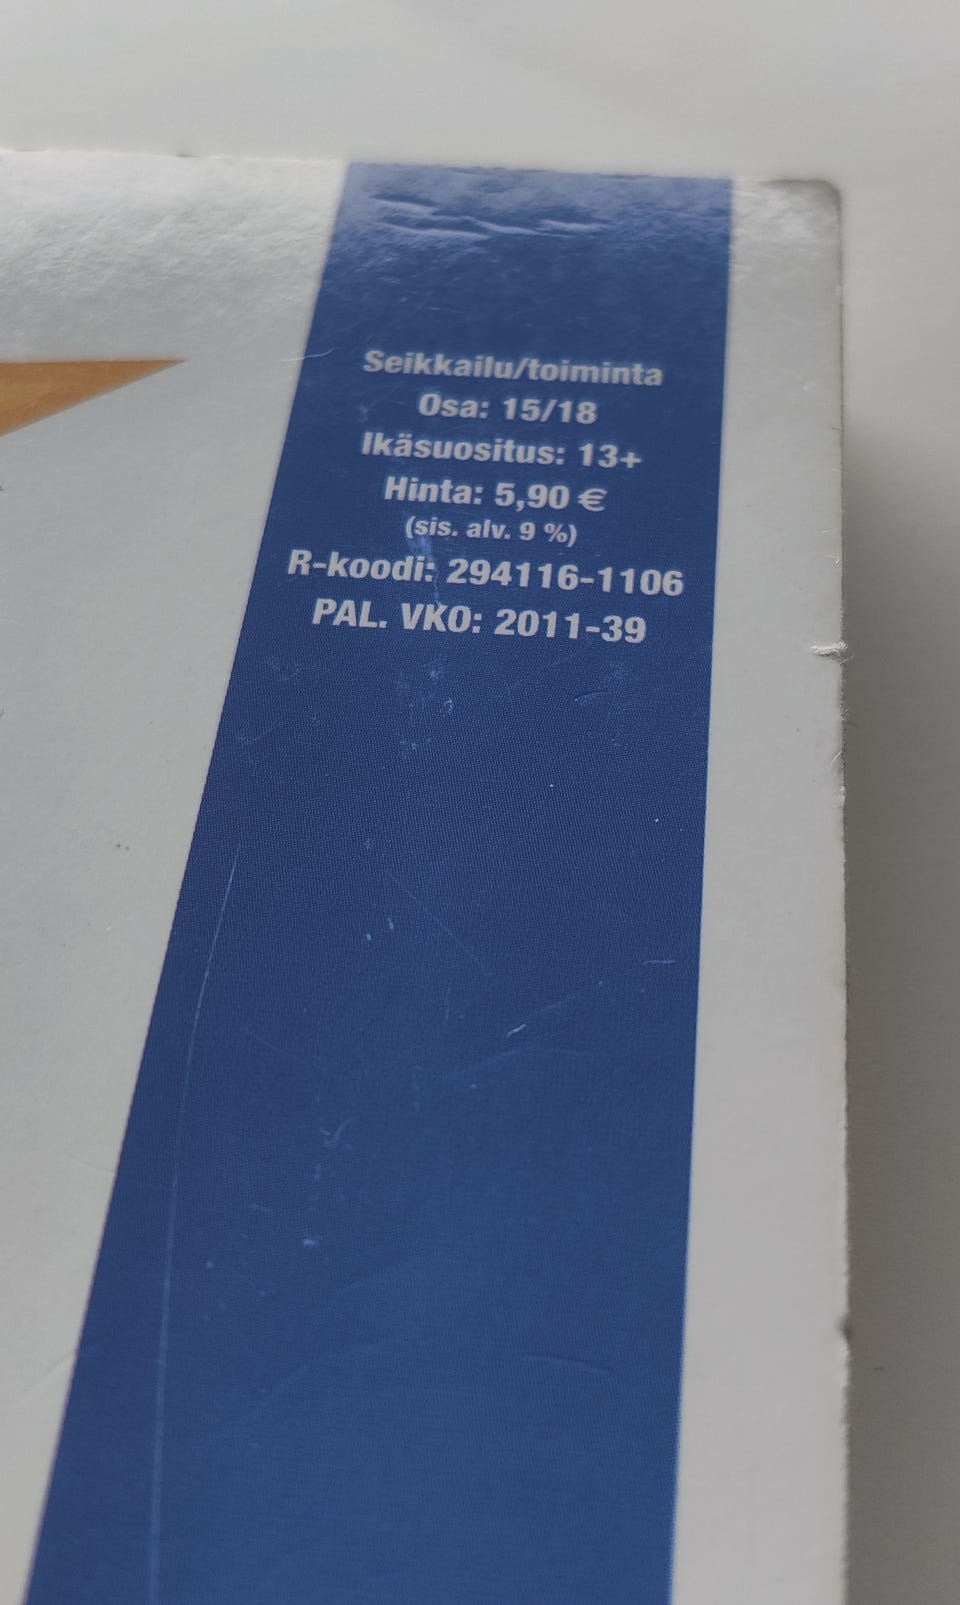 Seikkailu/toiminta
Osa: 15/18
Ikäsuositus: 13+
Hinta: 5,90 €
(sis. alv. 9 %)
R-koodi: 294116-1106
PAL. VKO: 2011-39